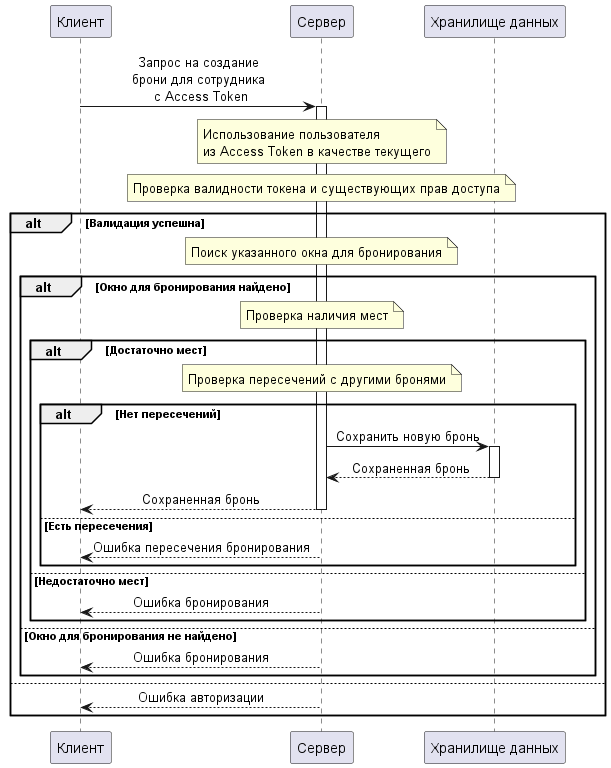 Клиент
Сервер
Хранилище данных
Запрос на создание
брони для сотрудника
с Access Token
Использование пользователя
из Access Token в качестве текущего
Проверка валидности токена и существующих прав доступа
alt [Валидация успешна]
Поиск указанного окна для бронирования
alt [Окно для бронирования найдено]
Проверка наличия мест
alt [Достаточно мест]
Проверка пересечений с другими бронями
alt [Нет пересечений]
Сохранить новую бронь
Сохраненная бронь
Сохраненная бронь
[Есть пересечения]
Ошибка пересечения бронирования
[Недостаточно мест]
Ошибка бронирования
[Окно для бронирования не найдено]
Ошибка бронирования
Ошибка авторизации
Клиент
Сервер
Хранилище данных